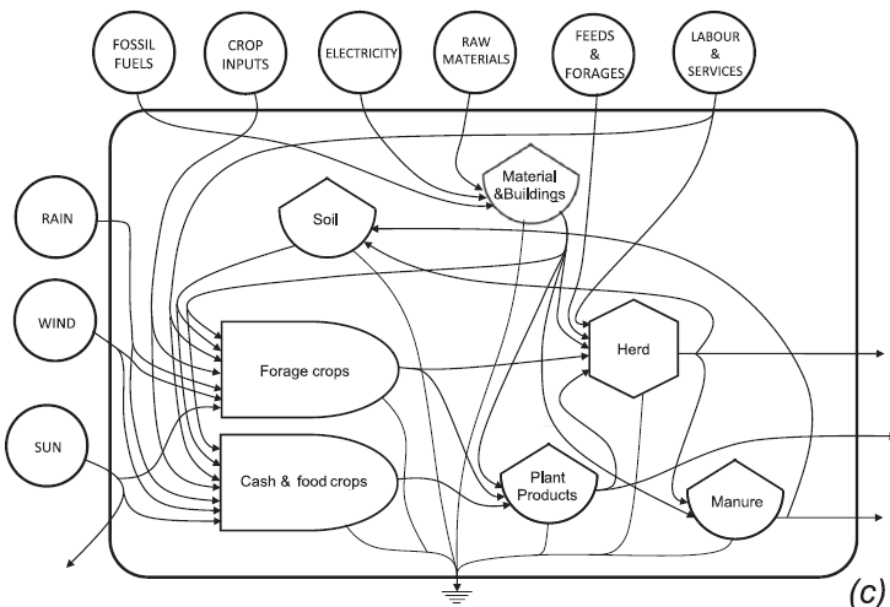 FOSSIL
FUELS
CROP
INPUTS
ELECTRICITY
RAW
MATERIALS
FEEDS
&
FORAGES
LABOUR
&
SERVICES
Material
&Buildings
Soil
RAIN
WIND
Herd
Forage crops
SUN
Cash & food crops
Plant
Products
Manure
(c)